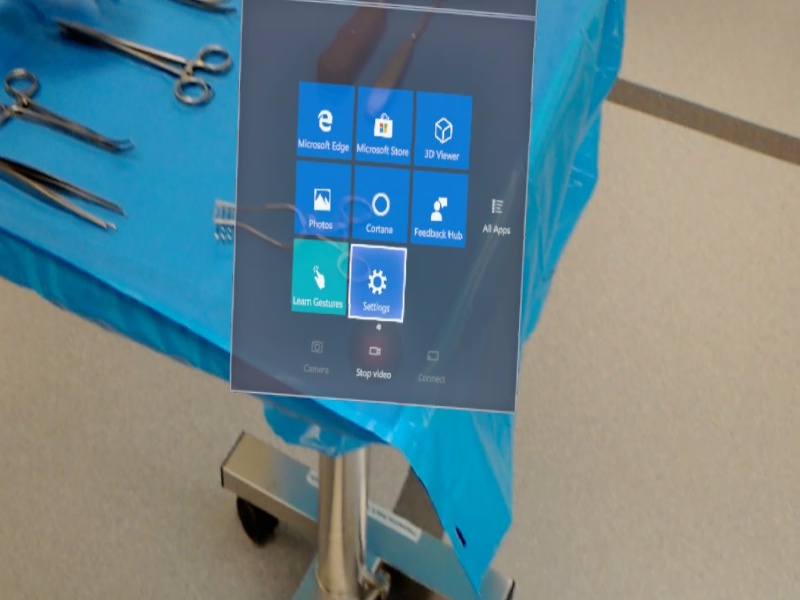 Microsoft Edge
Microsoft Store
3D Viewer
Photos
Cortana
Feedback Hub
All Apps
Learn Gestures
Settings
Camera
Stop video
Connect